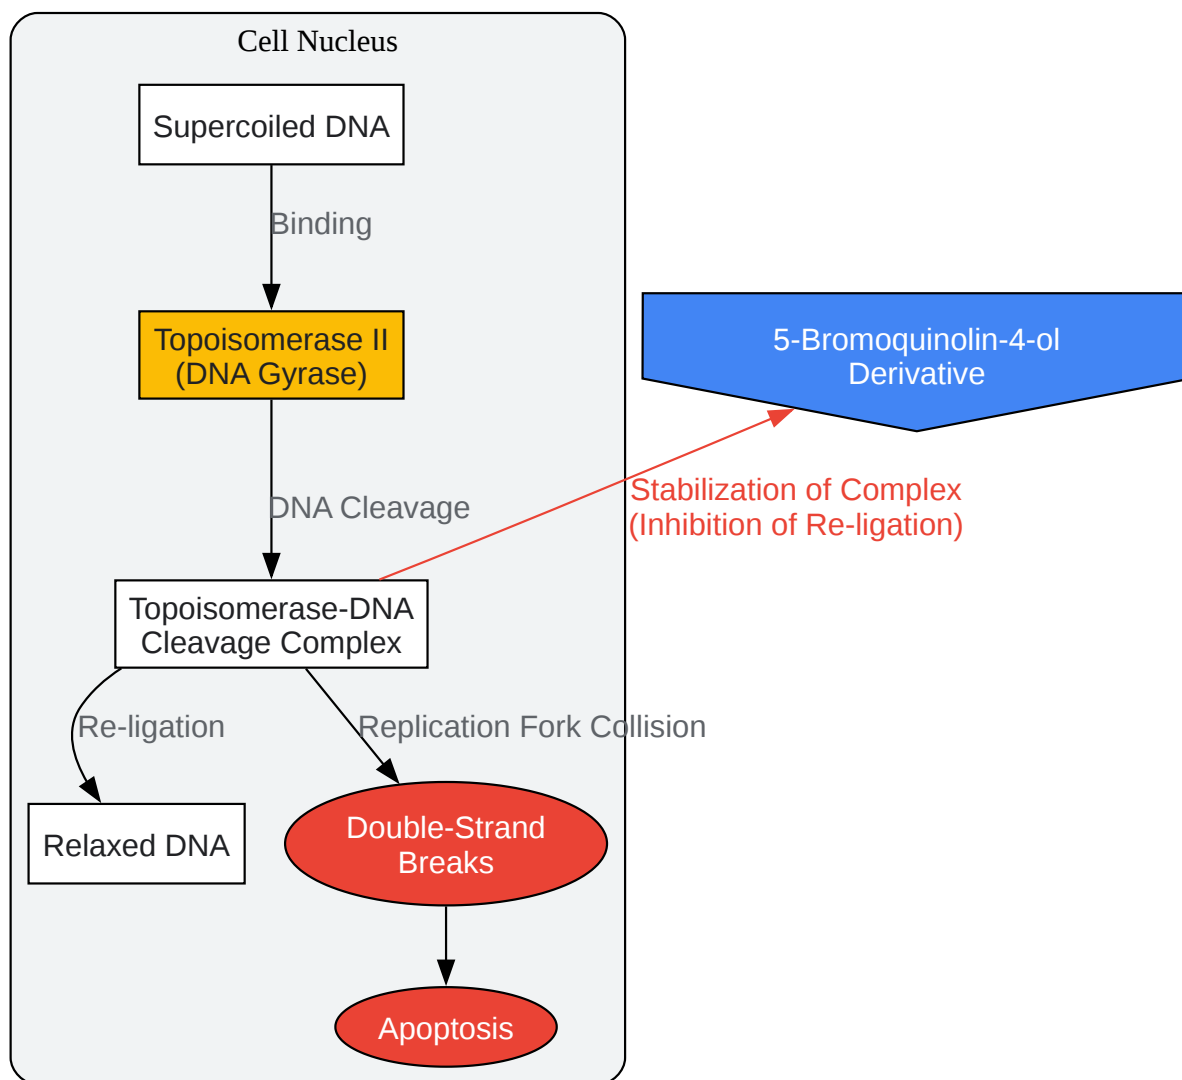 Cell Nucleus
Supercoiled DNA
Binding
Topoisomerase II
(DNA Gyrase)
5-Bromoquinolin-4-ol
Derivative
DNA Cleavage
Stabilization of Complex
(Inhibition of Re-ligation)
Topoisomerase-DNA
Cleavage Complex
Re-ligation
Replication Fork Collision
Relaxed DNA
Double-Strand
Breaks
Apoptosis